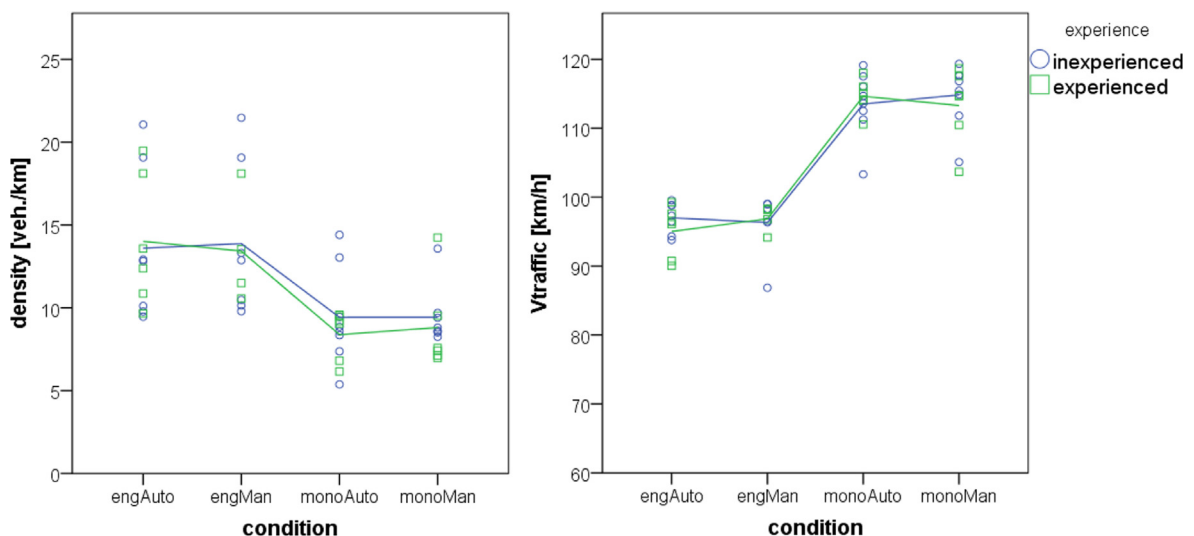 density [veh./km]
25
20
15
10
5
0
engAuto engMan monoAuto monoMan
condition
Vtraffic [km/h]
120
110
100
90
80
70
60
engAuto engMan monoAuto monoMan
condition
experience
inexperienced
experienced